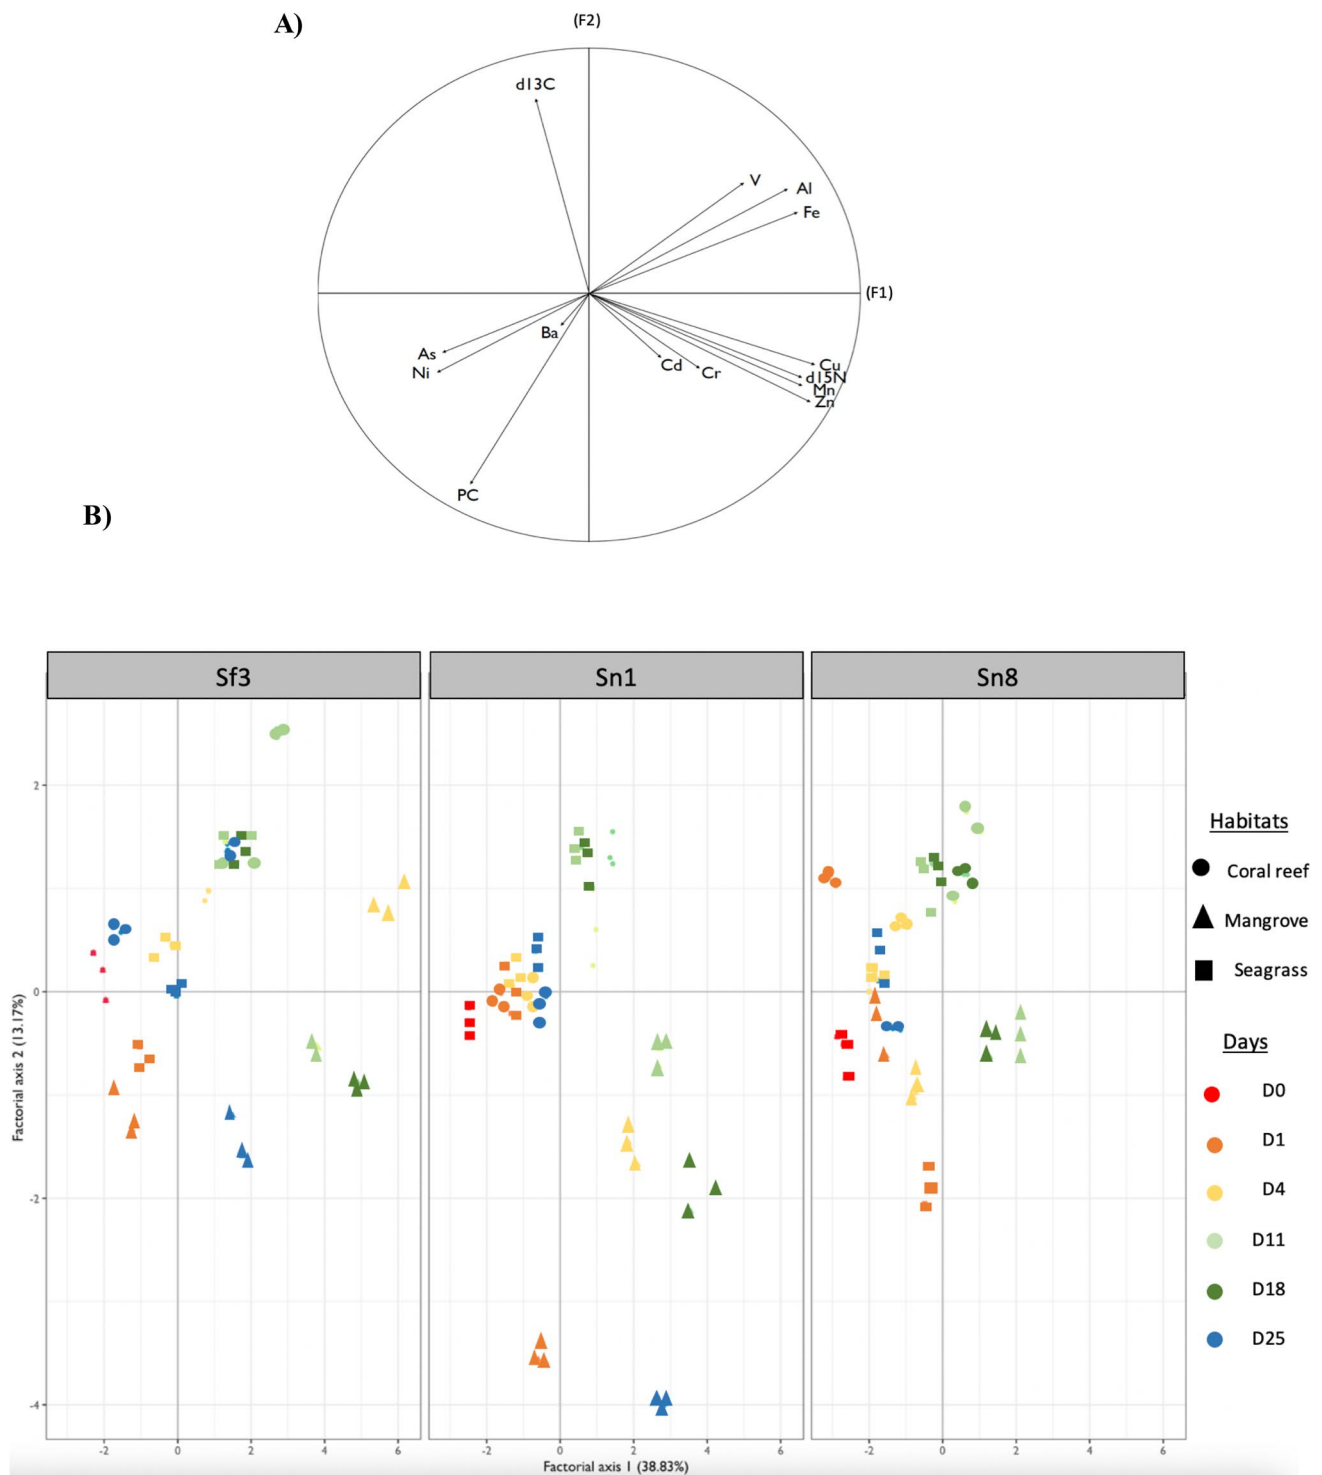 A)
(F2)
d13C
V
Al
Fe
(F1)
Ba
As
Ni
Cd
Cr
Cu
d15N
Mn
Zn
PC
B)
Sf3 Sn1 Sn8
2
0
-2
-4
Factorial axis 2 (13.17%)
-2 0 2 4 6 -2 0 2 4 6 -2 0 2 4 6
Factorial axis 1 (38.83%)
Habitats
Coral reef
Mangrove
Seagrass
Days
D0
D1
D4
D11
D18
D25